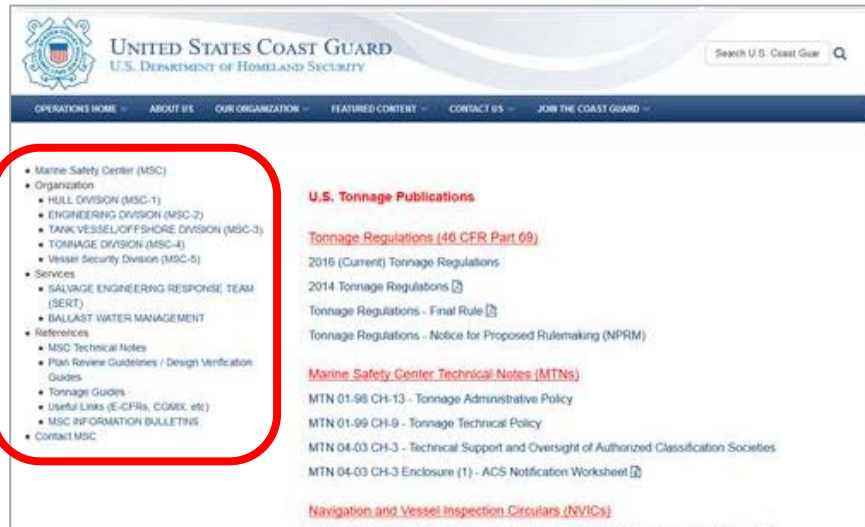 UNITED STATES COAST GUARD
U.S. DEPARTMENT OF HOMELAND SECURITY
Search U.S. Coast Guar
OPERATIONS HOME
ABOUT US
OUR ORGANIZATION
FEATURED CONTENT
CONTACT US
JOIN THE COAST GUARD
Marine Safety Center (MSC)
Organization
HULL DIVISION (MSC-1)
ENGINEERING DIVISION (MSC-2)
TANK VESSEL/OFFSHORE DIVISION (MSC-3)
TONNAGE DIVISION (MSC-4)
Vessel Security Division (MSC-5)
Services
SALVAGE ENGINEERING RESPONSE TEAM
(SERT)
BALLAST WATER MANAGEMENT
References
MSC Technical Notes
Plan Review Guidelines / Design Verification
Guides
Tonnage Guides
Useful Links (E-CFRs, CGMIX, etc)
MSC INFORMATION BULLETINS
Contact MSC
U.S. Tonnage Publications
Tonnage Regulations (46 CFR Part 69)
2016 (Current) Tonnage Regulations
2014 Tonnage Regulations
Tonnage Regulations - Final Rule
Tonnage Regulations - Notice for Proposed Rulemaking (NPRM)
Marine Safety Center Technical Notes (MTNs)
MTN 01-98 CH-13 - Tonnage Administrative Policy
MTN 01-99 CH-9 - Tonnage Technical Policy
MTN 04-03 CH-3 - Technical Support and Oversight of Authorized Classification Societies
MTN 04-03 CH-3 Enclosure (1) - ACS Notification Worksheet
Navigation and Vessel Inspection Circulars (NVICs)